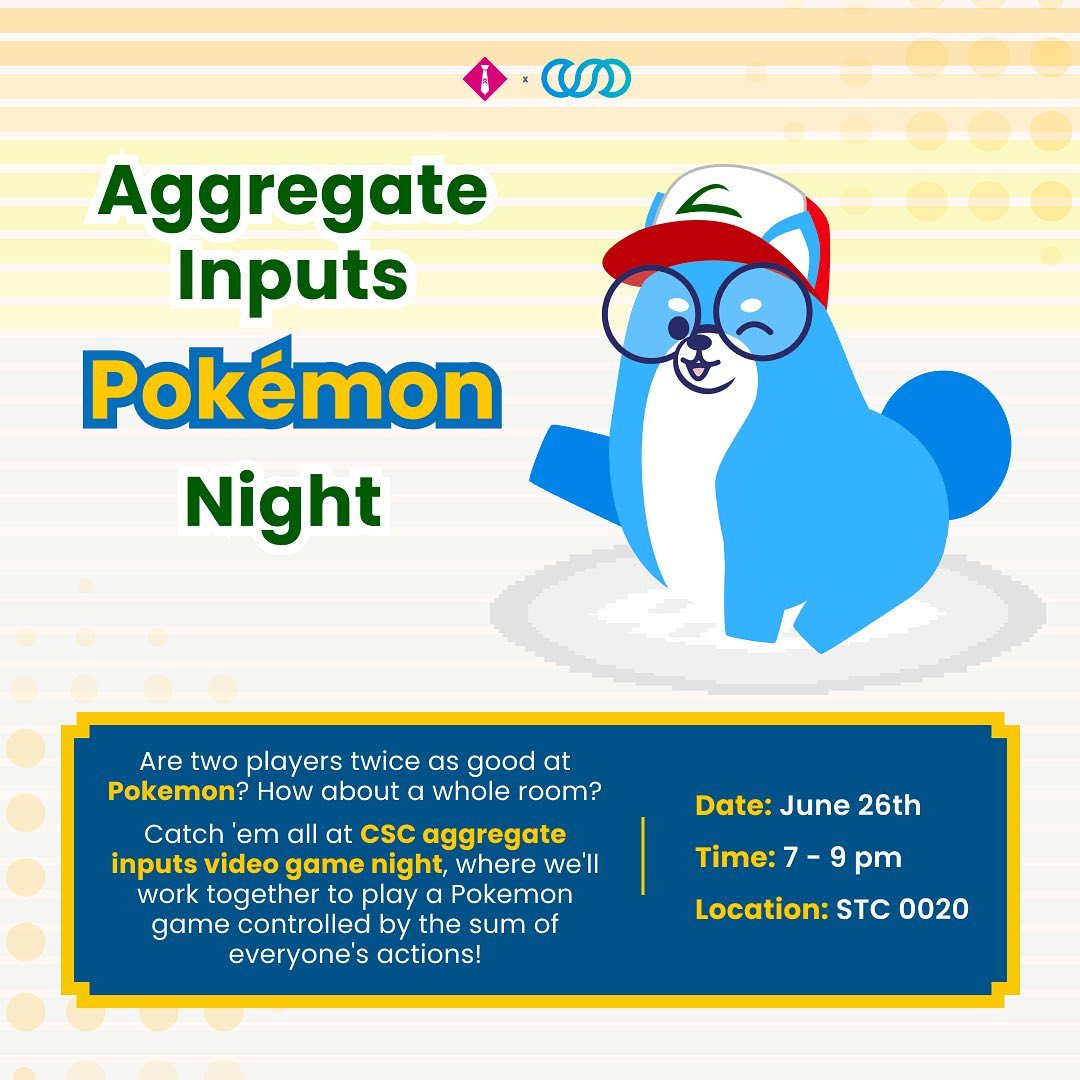 x
Aggregate
Inputs
Pokémon
Night
Are two players twice as good at
Pokemon? How about a whole room?
Catch 'em all at CSC aggregate
inputs video game night, where we'll
work together to play a Pokemon
game controlled by the sum of
everyone's actions!
Date: June 26th
Time: 7 - 9 pm
Location: STC 0020